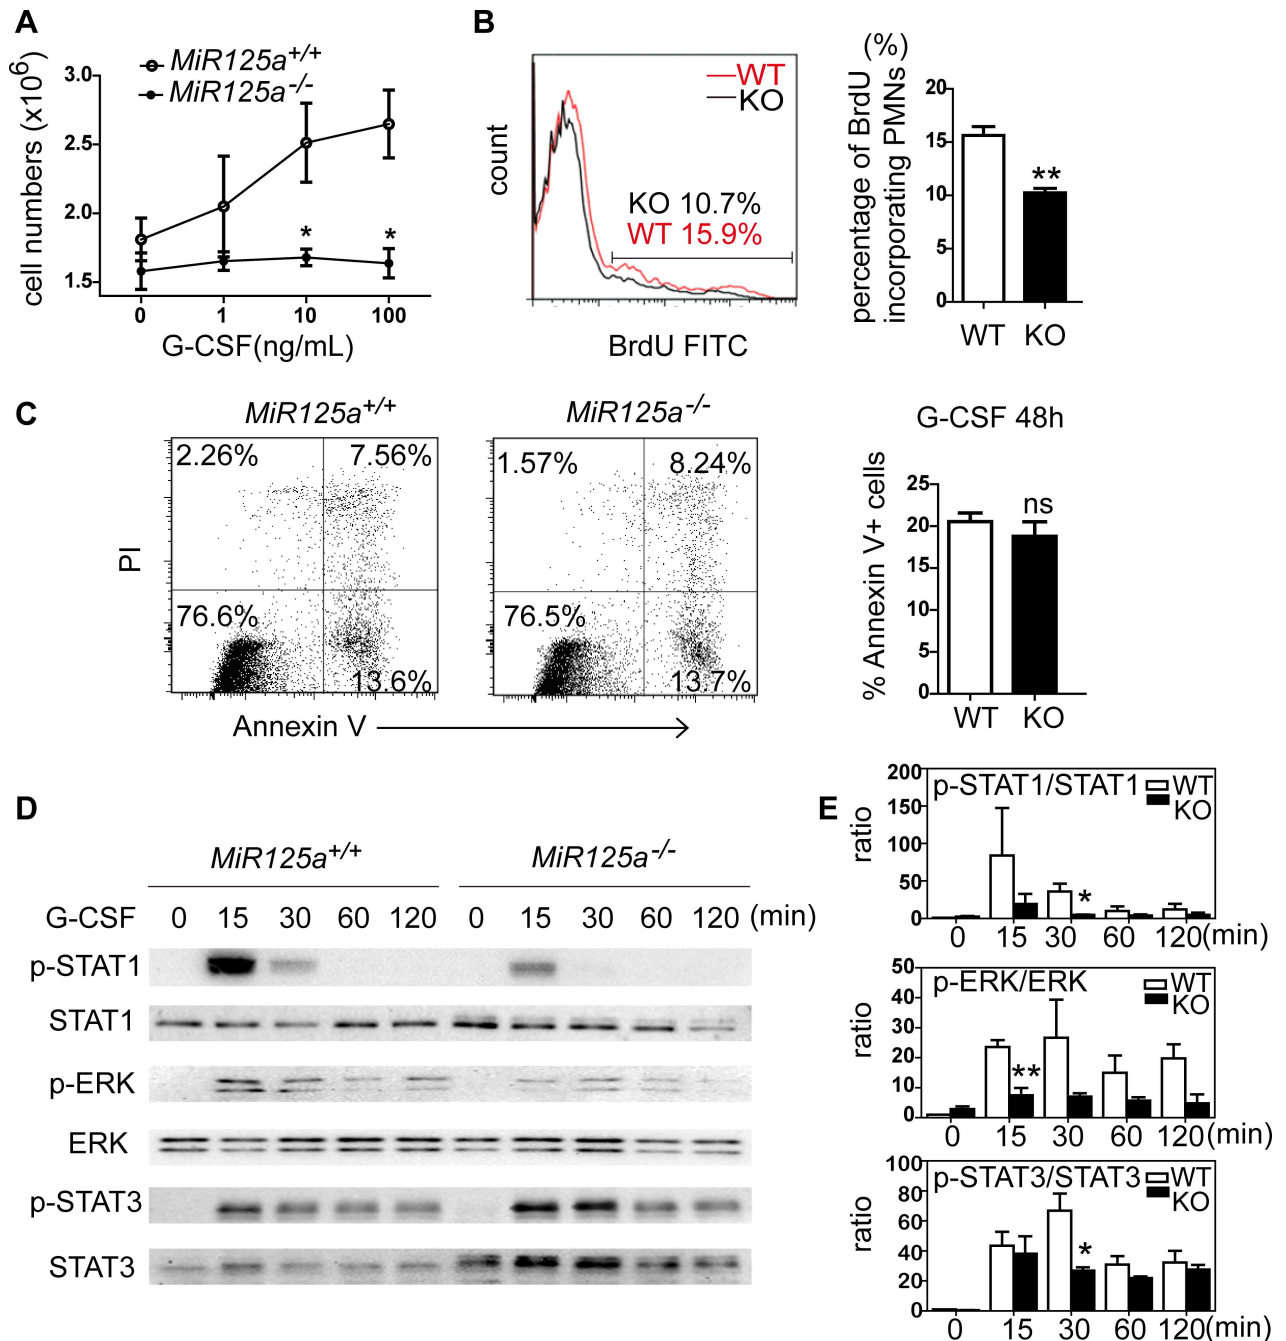 A
cell numbers (x10^6)
MiR125a+/+
MiR125a-/-
3.0
2.5
2.0
1.5
*
*
0
1
10
100
G-CSF(ng/mL)
B
count
WT
KO
KO 10.7%
WT 15.9%
BrdU FITC
(%)
percentage of BrdU
incorporating PMNs
20
15
10
5
0
**
WT
KO
C
MiR125a+/+
MiR125a-/-
PI
2.26%
7.56%
76.6%
13.6%
1.57%
8.24%
76.5%
13.7%
Annexin V
G-CSF 48h
% Annexin V+ cells
25
20
15
10
5
0
ns
WT
KO
D
MiR125a+/+
MiR125a-/-
G-CSF 0 15 30 60 120 0 15 30 60 120 (min)
p-STAT1
STAT1
p-ERK
ERK
p-STAT3
STAT3
E
ratio
200
150
100
50
0
p-STAT1/STAT1
WT
KO
*
0 15 30 60 120(min)
ratio
50
40
30
20
10
0
p-ERK/ERK
WT
KO
**
0 15 30 60 120(min)
ratio
100
80
60
40
20
0
p-STAT3/STAT3
WT
KO
*
0 15 30 60 120(min)